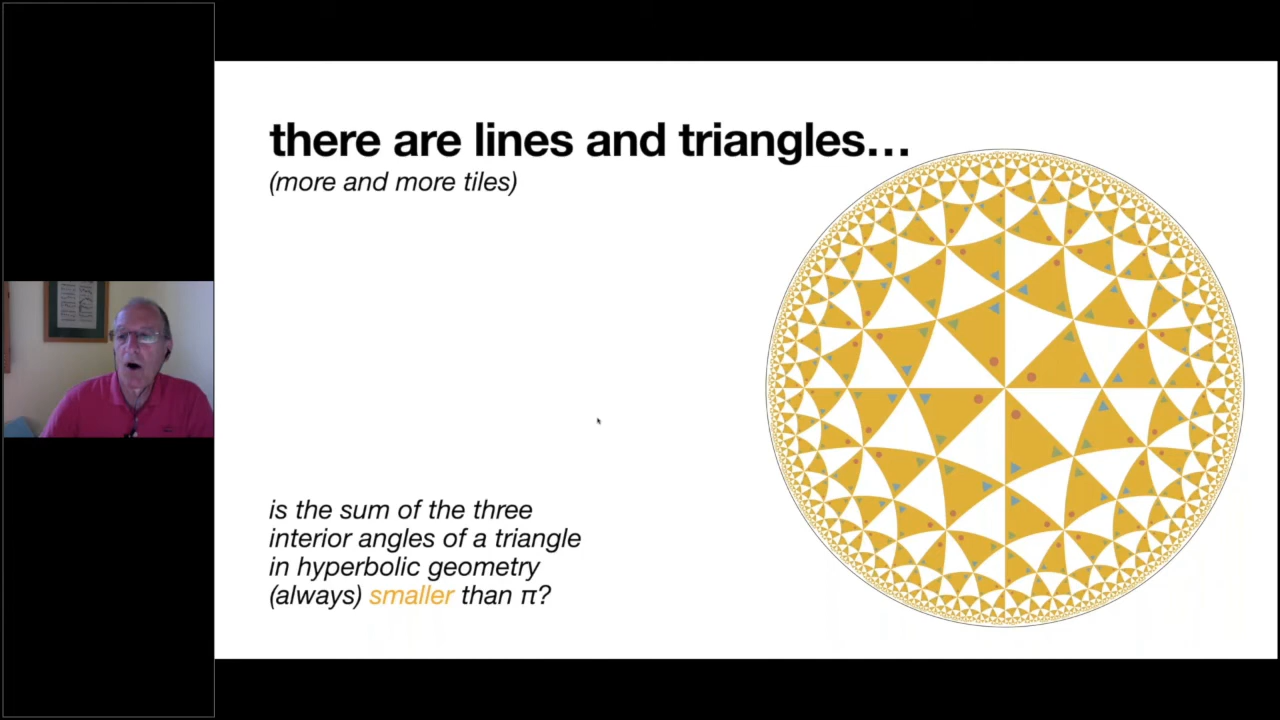 there are lines and triangles…
(more and more tiles)
is the sum of the three
interior angles of a triangle
in hyperbolic geometry
(always) smaller than π?